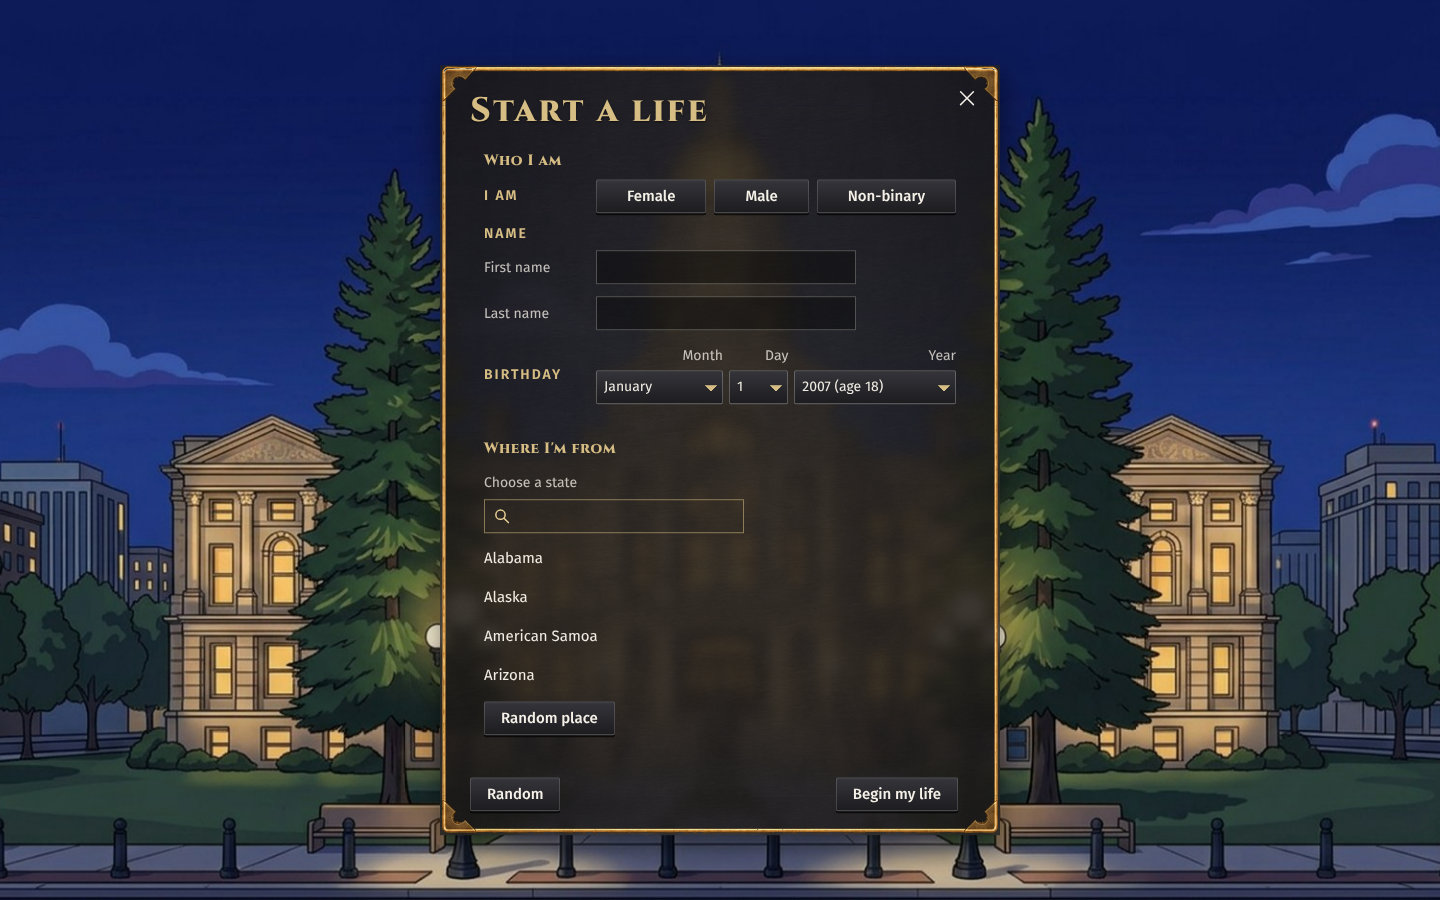 Start a life
Who I am
I AM
Female
Male
Non-binary
NAME
First name
Last name
Month
Day
Year
BIRTHDAY
January
1
2007 (age 18)
Where I'm from
Choose a state
Alabama
Alaska
American Samoa
Arizona
Random place
Random
Begin my life